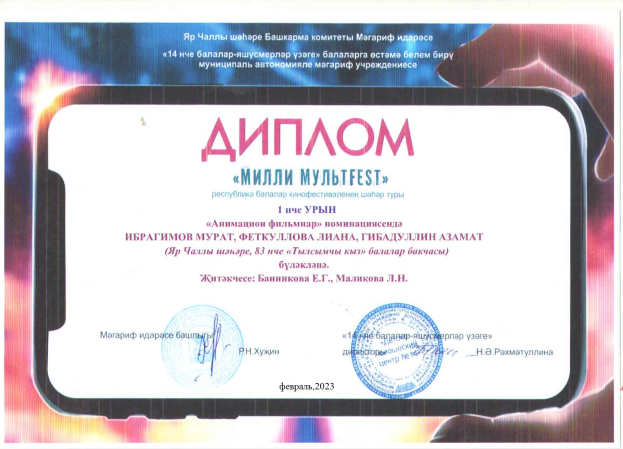 Яр Чаллы шәһәре Башкарма комитеты Мәгариф идарәсе
«14 нче балалар-яшүсмерләр үзәге» балаларга өстәмә белем бирү
муниципаль автономияле мәгариф учреждениесе
ДИПЛОМ
«МИЛЛИ МУЛЬТFEST»
республика балалар кинофестиваленең шәһәр туры
1 нче УРЫН
«Анимацион фильмнар» номинациясендә
ИБРАГИМОВ МУРАТ, ФЕТКУЛЛОВА ЛИАНА, ГИБАДУЛЛИН АЗАМАТ
(Яр Чаллы шәһәре, 83 нче «Тылсымчы кыз» балалар бакчасы)
бүләкләнә.
Җитәкчесе: Банникова Е.Г., Маликова Л.Н.
Мәгариф идарәсе башлыгы
Р.Н.Хуҗин
«14 нче балалар-яшүсмерләр үзәге»
директоры
Н.Ә.Рәхмәтуллина
центр №
февраль,2023